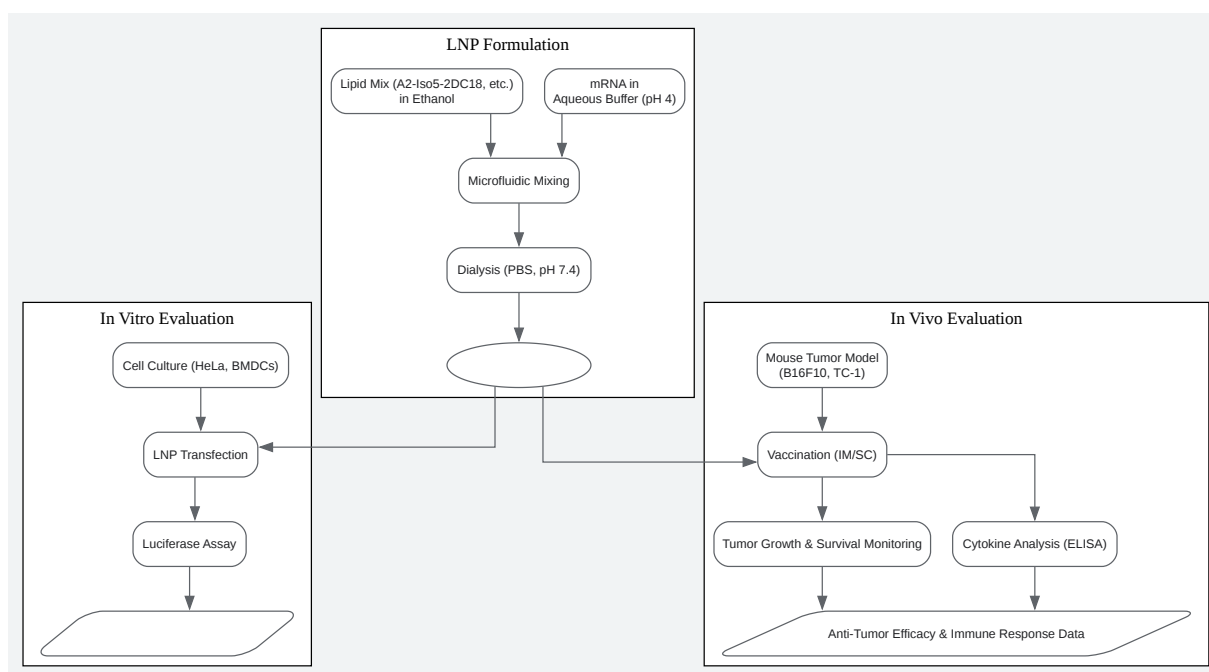 LNP Formulation
Lipid Mix (A2-Iso5-2DC18, etc.)
in Ethanol
mRNA in
Aqueous Buffer (pH 4)
Microfluidic Mixing
Dialysis (PBS, pH 7.4)
In Vitro Evaluation
Cell Culture (HeLa, BMDCs)
LNP Transfection
Luciferase Assay
In Vivo Evaluation
Mouse Tumor Model
(B16F10, TC-1)
Vaccination (IM/SC)
Tumor Growth & Survival Monitoring
Cytokine Analysis (ELISA)
Anti-Tumor Efficacy & Immune Response Data